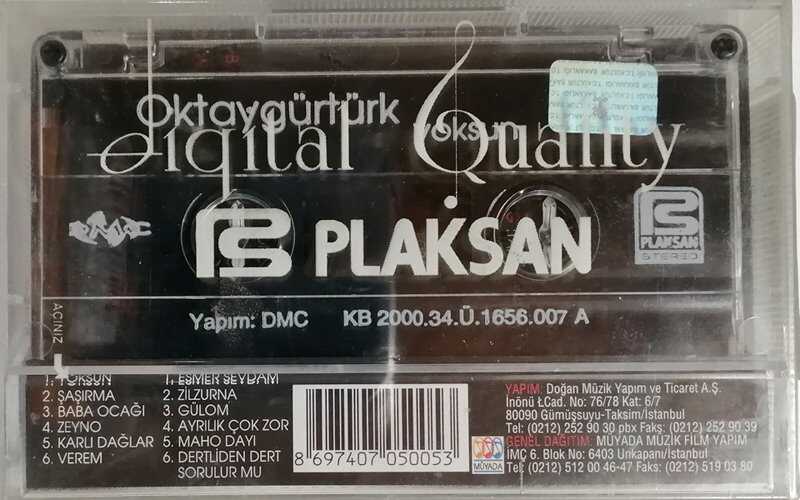 Oktaygürtürk
yoksun
Digital Quality
DMC
PS PLAKSAN
PLAKSAN
STEREO
Yapım: DMC KB 2000.34.Ü.1656.007 A
AÇINIZ
1. YOKSUN
2. ŞAŞIRMA
3. BABA OCAĞI
4. ZEYNO
5. KARLI DAĞLAR
6. VEREM
1. ESMER SEVDAM
2. ZILZURNA
3. GÜLOM
4. AYRILIK ÇOK ZOR
5. MAHO DAYI
6. DERTLİDEN DERT
SORULUR MU
8 697407 050053
MÜYADA
YAPIM: Doğan Müzik Yapım ve Ticaret A.Ş.
İnönü ŁCad. No: 76/78 Kat: 6/7
80090 Gümüşsuyu-Taksim/İstanbul
Tel: (0212) 252 90 30 pbx Fakş: (0212) 252 90 39
GENEL DAĞITIM: MÜYADA MÜZİK FİLM YAPIM
İMÇ 6. Blok No: 6403 Unkapanı/İstanbul
Tel: (0212) 512 00 46-47 Faks: (0212) 519 03 80